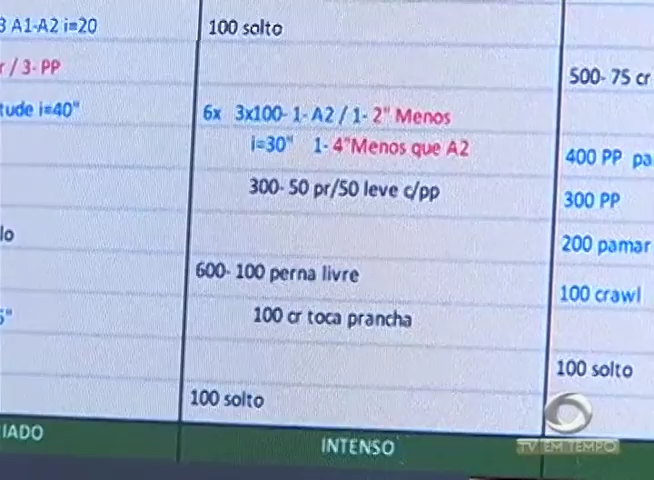 3 A1-A2 i=20
r / 3- PP
tude i=40"
lo
5"
IADO
100 solto
6x 3x100- 1- A2 / 1- 2" Menos
i=30" 1- 4"Menos que A2
300- 50 pr/50 leve c/pp
600- 100 perna livre
100 cr toca prancha
100 solto
INTENSO
500- 75 cr
400 PP pa
300 PP
200 pamar
100 crawl
100 solto
TV EM TEMPO